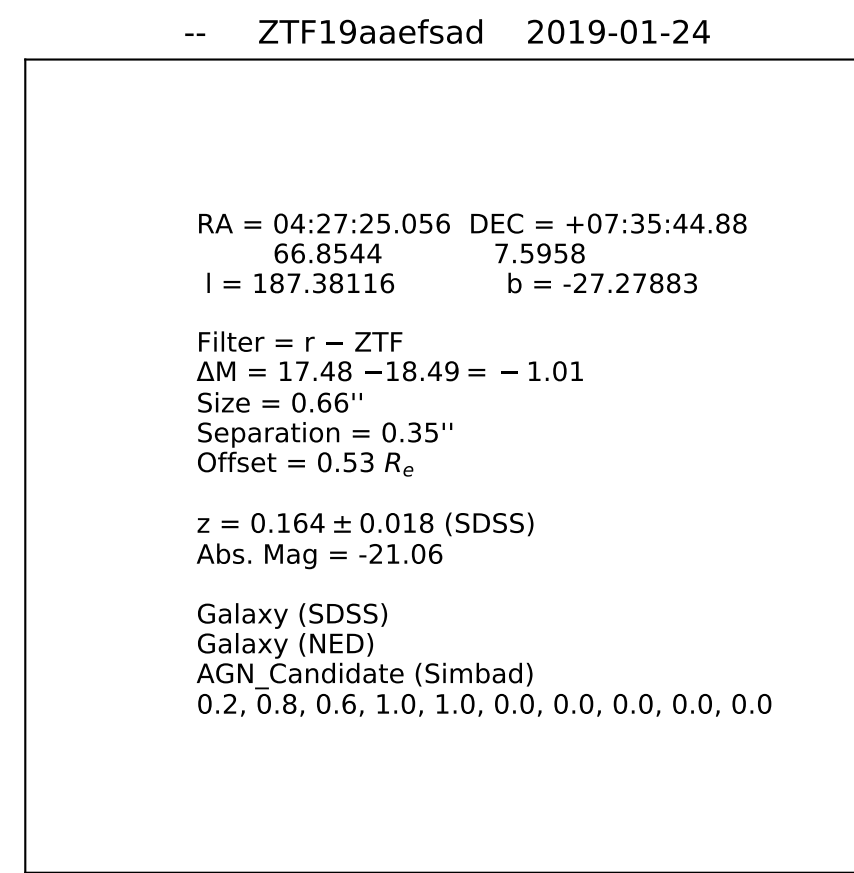 -- ZTF19aaefsad 2019-01-24
RA = 04:27:25.056 DEC = +07:35:44.88
66.8544 7.5958
l = 187.38116 b = -27.27883
Filter = r − ZTF
ΔM = 17.48 −18.49 = − 1.01
Size = 0.66''
Separation = 0.35''
Offset = 0.53 Re
z = 0.164 ± 0.018 (SDSS)
Abs. Mag = -21.06
Galaxy (SDSS)
Galaxy (NED)
AGN_Candidate (Simbad)
0.2, 0.8, 0.6, 1.0, 1.0, 0.0, 0.0, 0.0, 0.0, 0.0